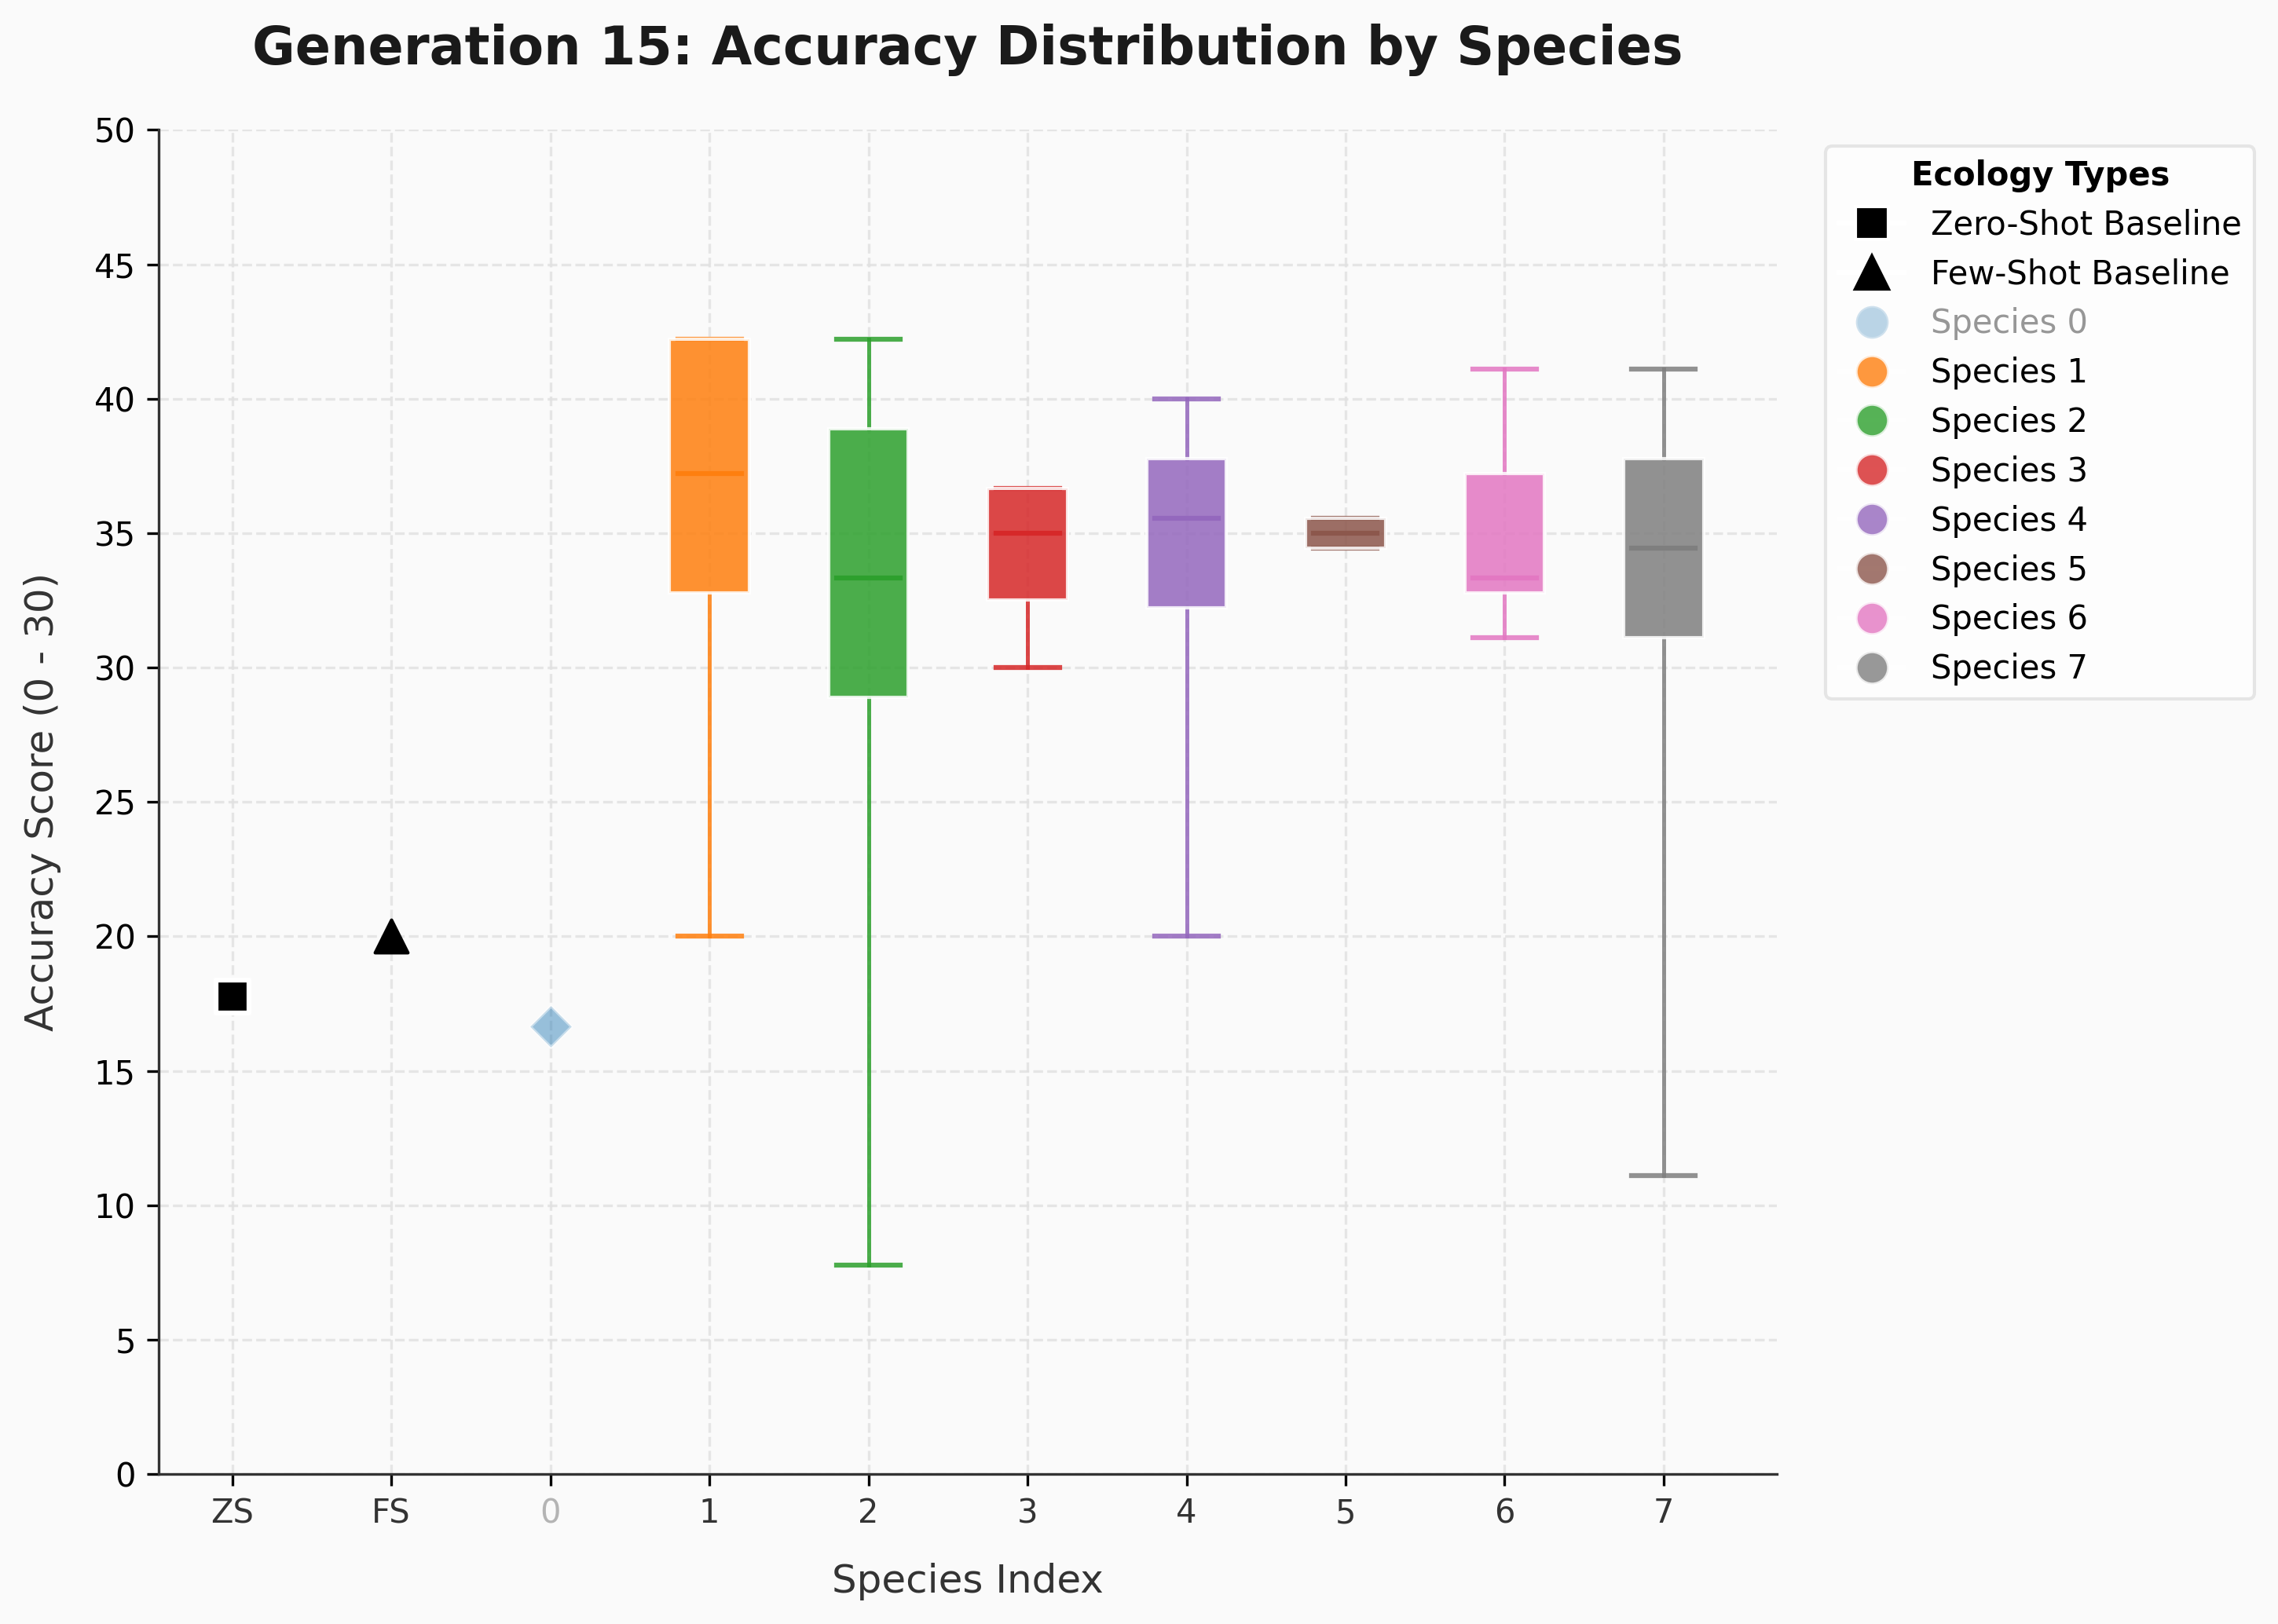 Generation 15: Accuracy Distribution by Species
50
45
40
35
30
25
20
15
10
5
0
Accuracy Score (0 - 30)
ZS FS 0 1 2 3 4 5 6 7
Species Index
Ecology Types
Zero-Shot Baseline
Few-Shot Baseline
Species 0
Species 1
Species 2
Species 3
Species 4
Species 5
Species 6
Species 7